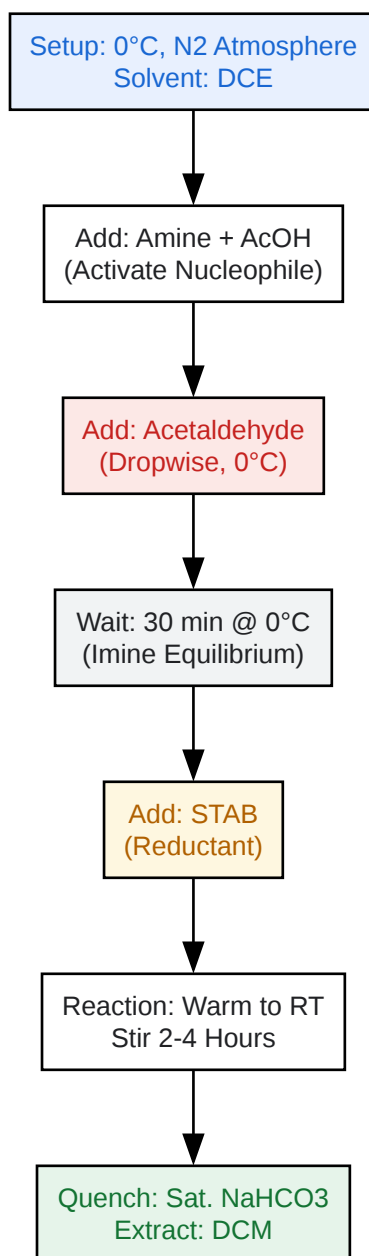 Setup: 0°C, N2 Atmosphere
Solvent: DCE
Add: Amine + AcOH
(Activate Nucleophile)
Add: Acetaldehyde
(Dropwise, 0°C)
Wait: 30 min @ 0°C
(Imine Equilibrium)
Add: STAB
(Reductant)
Reaction: Warm to RT
Stir 2-4 Hours
Quench: Sat. NaHCO3
Extract: DCM